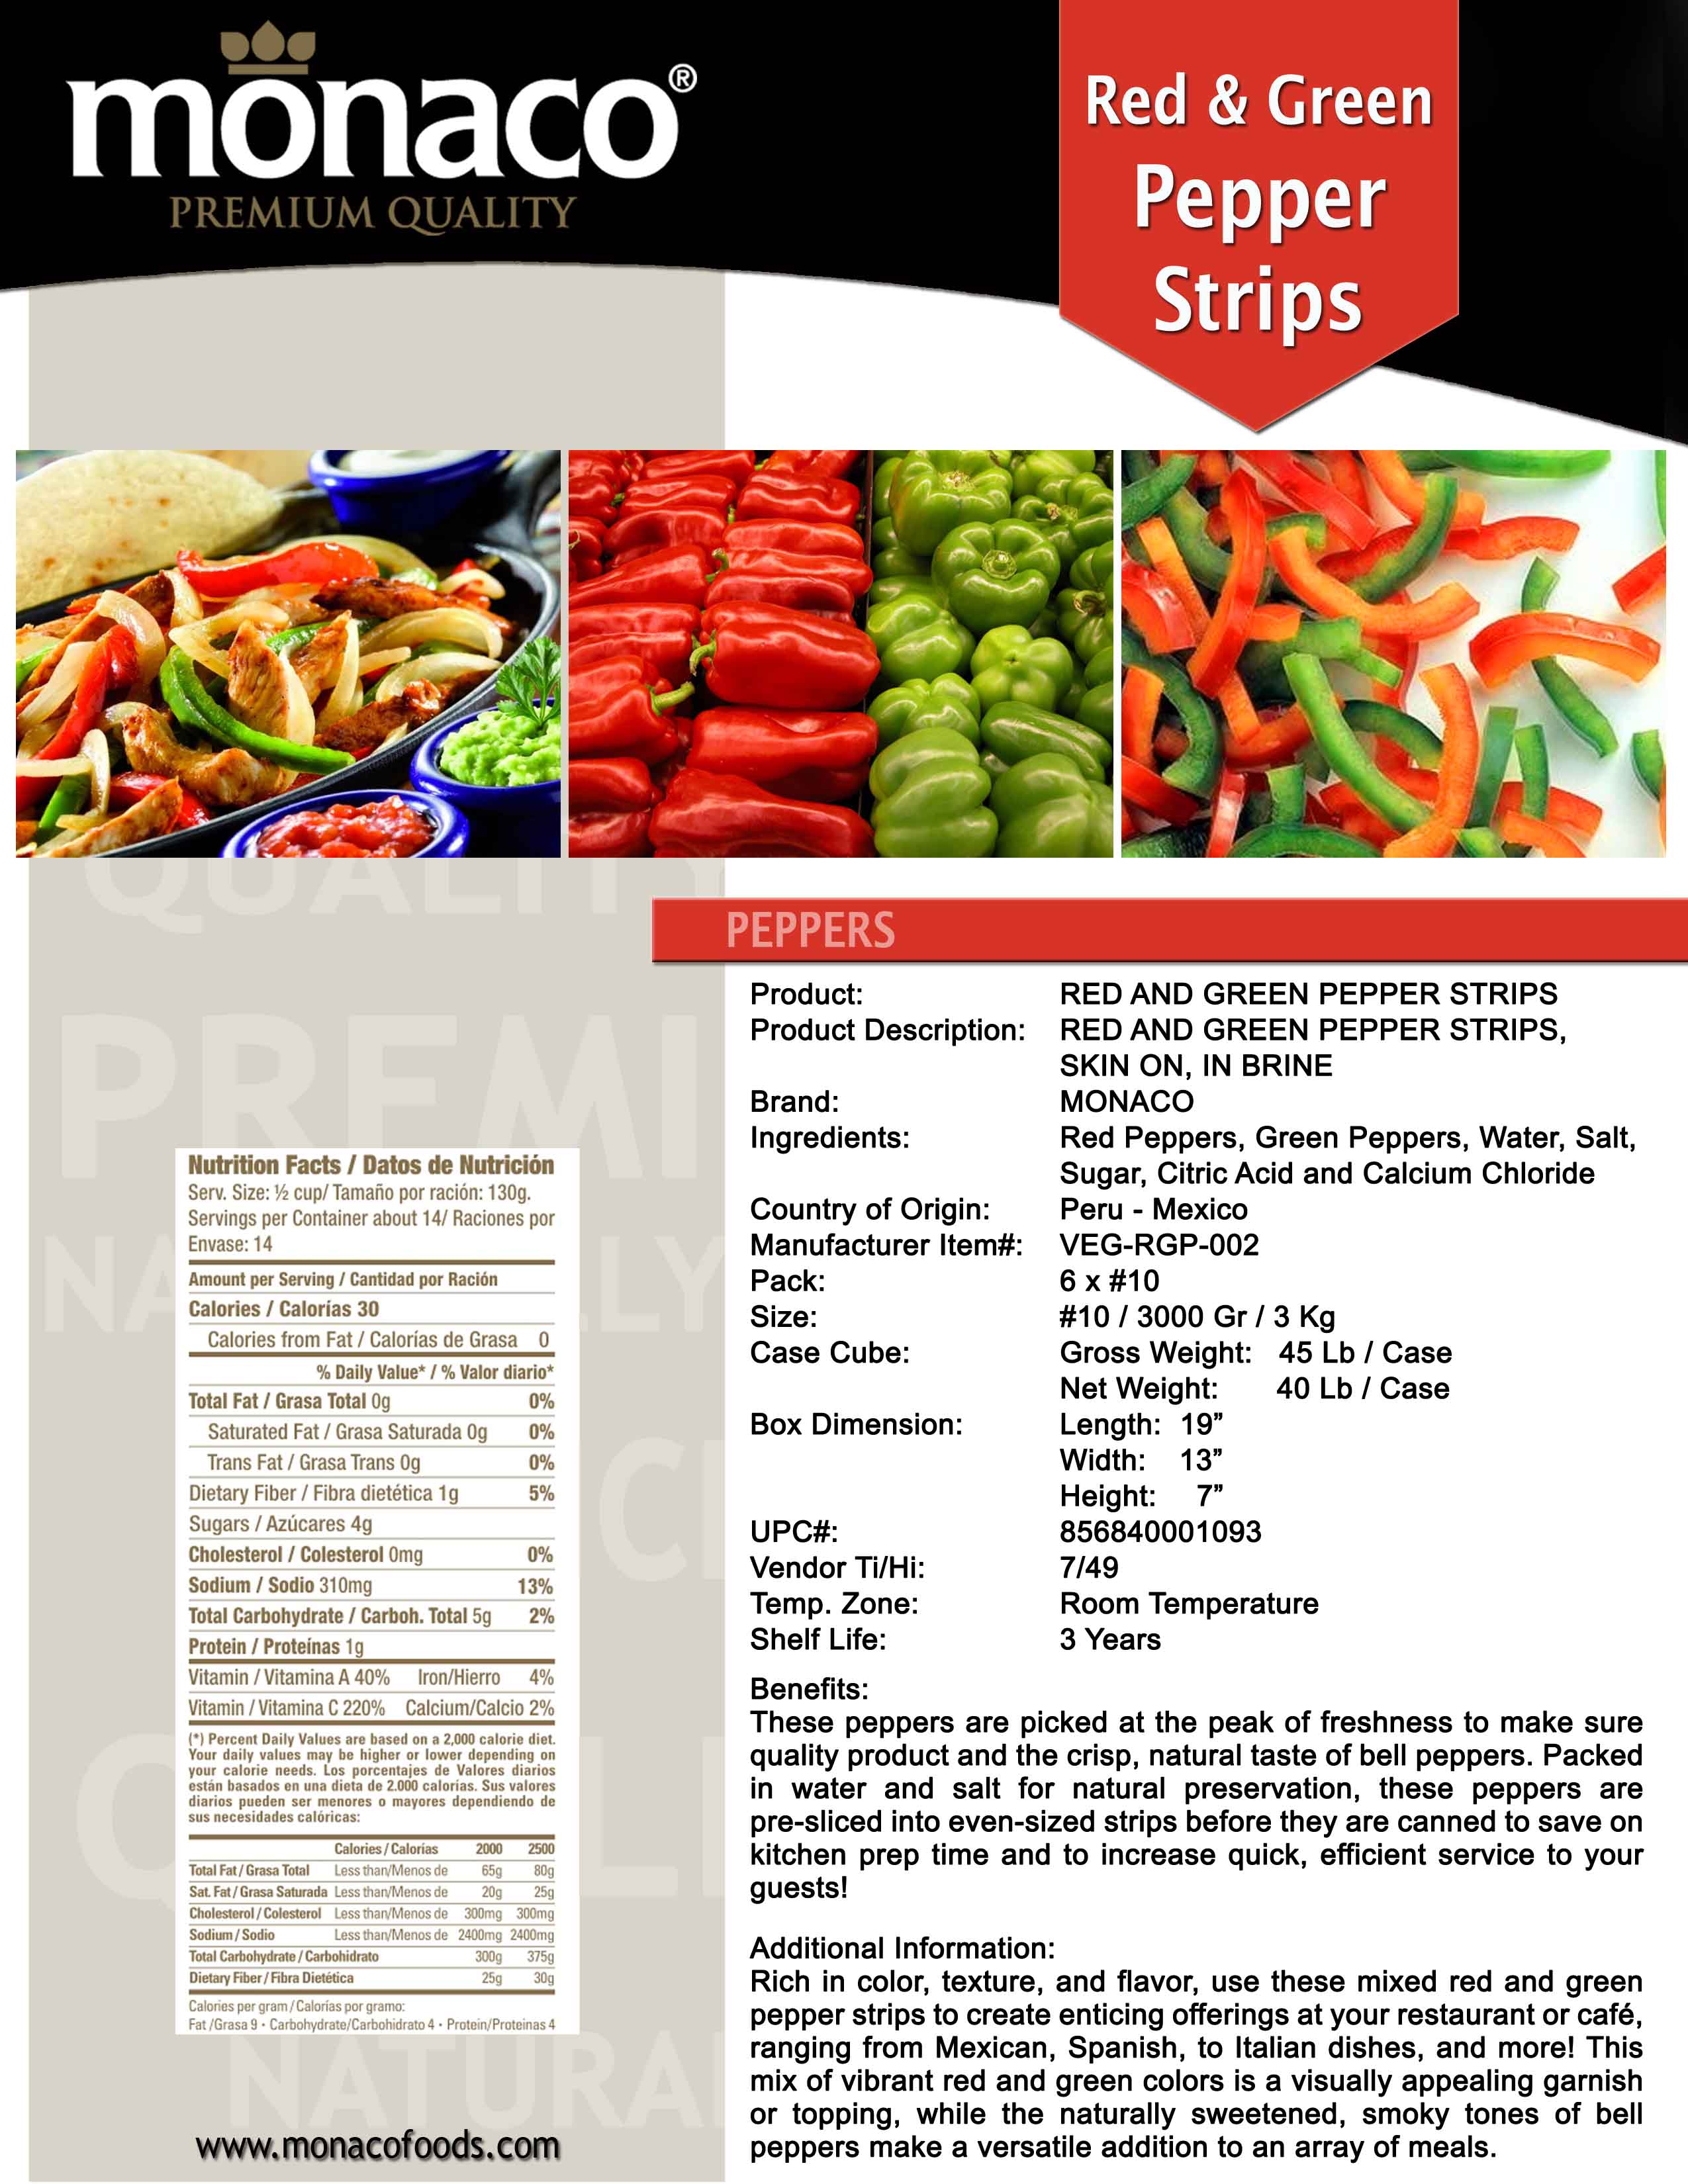 monaco®
PREMIUM QUALITY
Red & Green
Pepper
Strips
QUALITY
PREMI
PEPPERS
Product: RED AND GREEN PEPPER STRIPS
Product Description: RED AND GREEN PEPPER STRIPS,
SKIN ON, IN BRINE
Brand: MONACO
Ingredients: Red Peppers, Green Peppers, Water, Salt,
Sugar, Citric Acid and Calcium Chloride
Country of Origin: Peru - Mexico
Manufacturer Item#: VEG-RGP-002
Pack: 6 x #10
Size: #10 / 3000 Gr / 3 Kg
Case Cube: Gross Weight: 45 Lb / Case
Net Weight: 40 Lb / Case
Box Dimension: Length: 19”
Width: 13”
Height: 7”
UPC#: 856840001093
Vendor Ti/Hi: 7/49
Temp. Zone: Room Temperature
Shelf Life: 3 Years
Benefits:
These peppers are picked at the peak of freshness to make sure
quality product and the crisp, natural taste of bell peppers. Packed
in water and salt for natural preservation, these peppers are
pre-sliced into even-sized strips before they are canned to save on
kitchen prep time and to increase quick, efficient service to your
guests!
Additional Information:
Rich in color, texture, and flavor, use these mixed red and green
pepper strips to create enticing offerings at your restaurant or café,
ranging from Mexican, Spanish, to Italian dishes, and more! This
mix of vibrant red and green colors is a visually appealing garnish
or topping, while the naturally sweetened, smoky tones of bell
peppers make a versatile addition to an array of meals.
Nutrition Facts / Datos de Nutrición
Serv. Size: ½ cup/ Tamaño por ración: 130g.
Servings per Container about 14/ Raciones por
Envase: 14
Amount per Serving / Cantidad por Ración
Calories / Calorías 30
Calories from Fat / Calorías de Grasa 0
% Daily Value* / % Valor diario*
Total Fat / Grasa Total 0g 0%
Saturated Fat / Grasa Saturada 0g 0%
Trans Fat / Grasa Trans 0g 0%
Dietary Fiber / Fibra dietética 1g 5%
Sugars / Azúcares 4g
Cholesterol / Colesterol 0mg 0%
Sodium / Sodio 310mg 13%
Total Carbohydrate / Carboh. Total 5g 2%
Protein / Proteínas 1g
Vitamin / Vitamina A 40% Iron/Hierro 4%
Vitamin / Vitamina C 220% Calcium/Calcio 2%
(*) Percent Daily Values are based on a 2,000 calorie diet.
Your daily values may be higher or lower depending on
your calorie needs. Los porcentajes de Valores diarios
están basados en una dieta de 2.000 calorías. Sus valores
diarios pueden ser menores o mayores dependiendo de
sus necesidades calóricas:
Calories / Calorías 2000 2500
Total Fat / Grasa Total Less than/Menos de 65g 80g
Sat. Fat / Grasa Saturada Less than/Menos de 20g 25g
Cholesterol / Colesterol Less than/Menos de 300mg 300mg
Sodium / Sodio Less than/Menos de 2400mg 2400mg
Total Carbohydrate / Carbohidrato 300g 375g
Dietary Fiber / Fibra Dietética 25g 30g
Calories per gram / Calorías por gramo:
Fat /Grasa 9 • Carbohydrate/Carbohidrato 4 • Protein/Proteinas 4
NATURA
www.monacofoods.com